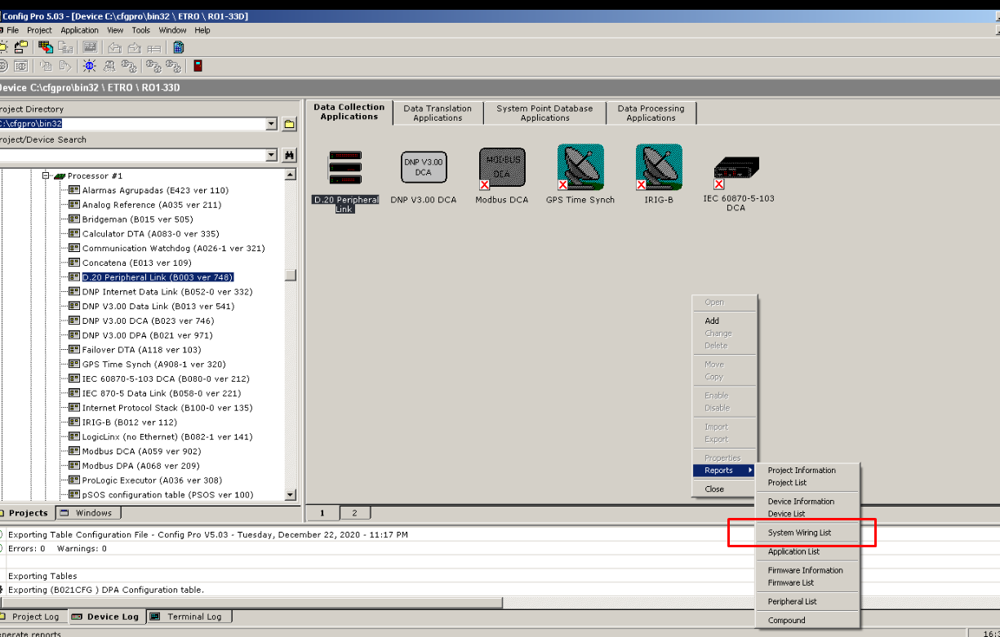 Config Pro 5.03 - [Device C:\cfgpro\bin32 \ ETRO \ RO1-33D]
File Project Application View Tools Window Help
Device C:\cfgpro\bin32 \ ETRO \ RO1-33D
roject Directory
C:\cfgpro\bin32
roject/Device Search
Processor #1
Alarmas Agrupadas (E423 ver 110)
Analog Reference (A035 ver 211)
Bridgeman (B015 ver 505)
Calculator DTA (A083-0 ver 335)
Communication Watchdog (A026-1 ver 321)
Concatena (E013 ver 109)
D.20 Peripheral Link (B003 ver 748)
DNP Internet Data Link (B052-0 ver 332)
DNP V3.00 Data Link (B013 ver 541)
DNP V3.00 DCA (B023 ver 746)
DNP V3.00 DPA (B021 ver 971)
Failover DTA (A118 ver 103)
GPS Time Synch (A908-1 ver 320)
IEC 60870-5-103 DCA (B080-0 ver 212)
IEC 870-5 Data Link (B058-0 ver 221)
Internet Protocol Stack (B100-0 ver 135)
IRIG-B (B012 ver 112)
LogicLinx (no Ethernet) (B082-1 ver 141)
Modbus DCA (A059 ver 902)
Modbus DPA (A068 ver 209)
ProLogic Executor (A036 ver 308)
pSOS configuration table (PSOS ver 100)
Projects Windows
Data Collection
Applications
Data Translation
Applications
System Point Database
Applications
Data Processing
Applications
DNP V3.00
DCA
D.20 Peripheral
Link
DNP V3.00 DCA
Modbus DCA
GPS Time Synch
IRIG-B
IEC 60870-5-103
DCA
Open
Add
Change
Delete
Move
Copy
Enable
Disable
Import
Export
Properties
Reports
Close
Project Information
Project List
Device Information
Device List
System Wiring List
Application List
Firmware Information
Firmware List
Peripheral List
Compound
1 2
Exporting Table Configuration File - Config Pro V5.03 - Tuesday, December 22, 2020 - 11:17 PM
Errors: 0 Warnings: 0
Exporting Tables
Exporting (B021CFG ) DPA Configuration table.
Project Log Device Log Terminal Log
enerate reports